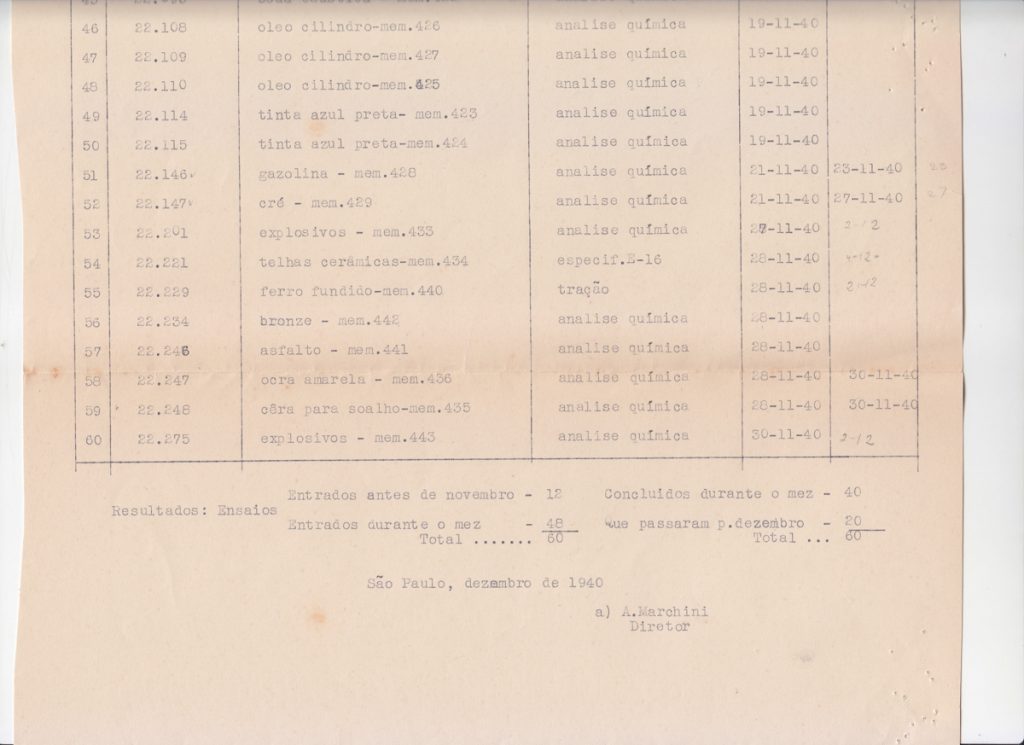 46 22.108 oleo cilindro-mem.426 analise química 19-11-40
47 22.109 oleo cilindro-mem.427 analise química 19-11-40
48 22.110 oleo cilindro-mem.425 analise química 19-11-40
49 22.114 tinta azul preta- mem.423 analise química 19-11-40
50 22.115 tinta azul preta-mem.424 analise química 19-11-40
51 22.146 gazolina - mem.428 analise química 21-11-40 23-11-40 23
52 22.147 cré - mem.429 analise química 21-11-40 27-11-40 27
53 22.201 explosivos - mem.433 analise química 27-11-40 2-12
54 22.221 telhas cerâmicas-mem.434 especif.E-16 28-11-40
55 22.229 ferro fundido-mem.440 tração 28-11-40 2-12
56 22.234 bronze - mem.442 analise química 28-11-40
57 22.246 asfalto - mem.441 analise química 28-11-40
58 22.247 ocra amarela - mem.436 analise química 28-11-40 30-11-40
59 22.248 cêra para soalho-mem.435 analise química 28-11-40 30-11-40
60 22.275 explosivos - mem.443 analise química 30-11-40 2-12
Entrados antes de novembro - 12 Concluidos durante o mez - 40
Resultados: Ensaios
Entrados durante o mez - 48 Que passaram p.dezembro - 20
Total ....... 60 Total ... 60
São Paulo, dezembro de 1940
a) A.Marchini
Diretor